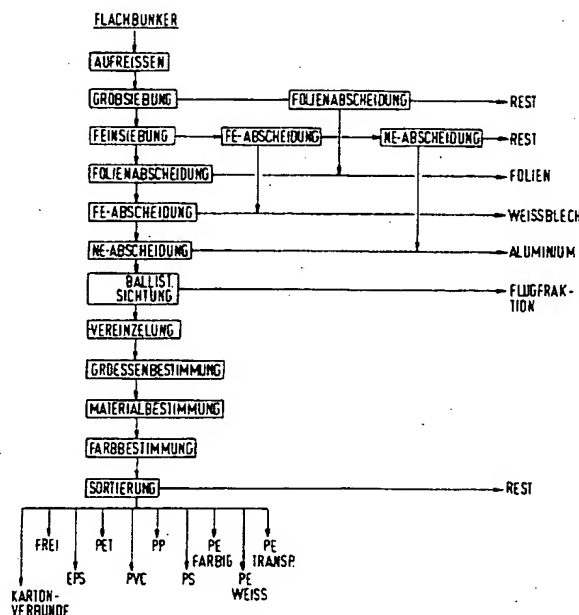 FLACHBUNKER
AUFREISSEN
GROBSIEBUNG
FOLIENABSCHEIDUNG
REST
FEINSIEBUNG
FE-ABSCHEIDUNG
NE-ABSCHEIDUNG
REST
FOLIENABSCHEIDUNG
FOLIEN
FE-ABSCHEIDUNG
WEISSBLECH
NE-ABSCHEIDUNG
ALUMINIUM
BALLIST.
SICHTUNG
FLUGFRAK-
TION
VEREINZELUNG
GROESSENBESTIMMUNG
MATERIALBESTIMMUNG
FARBBESTIMMUNG
SORTIERUNG
REST
FREI
PET
PP
PE
FARBIG
PE
TRANSP.
EPS
PVC
PS
PE
WEISS
KARTON-
VERBUNDE